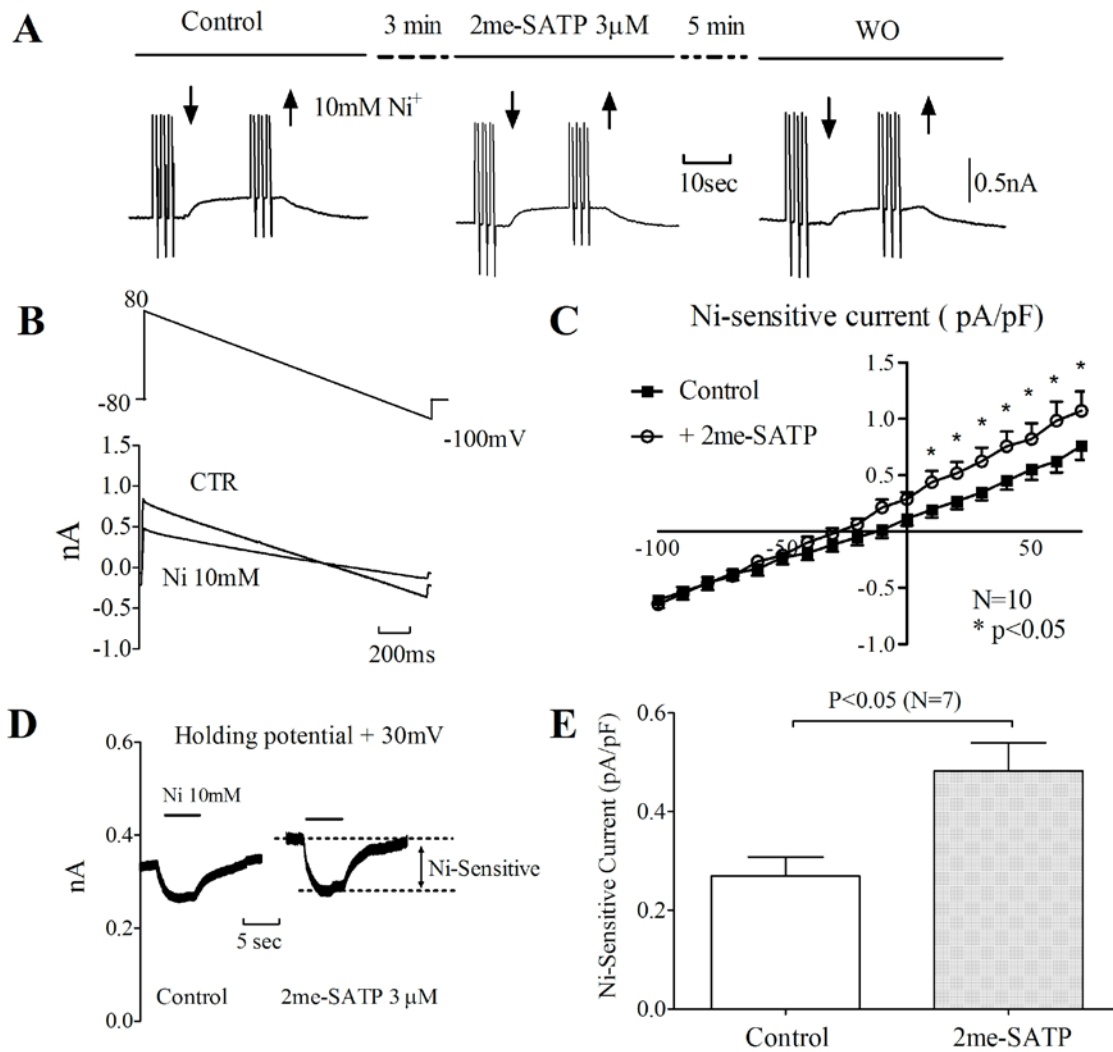 A
Control
3 min
2me-SATP 3μM
5 min
WO
10mM Ni⁺
10sec
0.5nA
B
80
-80
-100mV
1.5
1.0
0.5
0.0
-0.5
-1.0
nA
CTR
Ni 10mM
200ms
C
Ni-sensitive current ( pA/pF)
Control
+ 2me-SATP
1.5
1.0
0.5
-0.5
-1.0
-100
-50
50
* * * * * * *
N=10
* p<0.05
D
Holding potential + 30mV
0.6
0.4
0.2
0.0
nA
Ni 10mM
Ni-Sensitive
5 sec
Control
2me-SATP 3 μM
E
P<0.05 (N=7)
Ni-Sensitive Current (pA/pF)
0.6
0.4
0.2
0.0
Control
2me-SATP